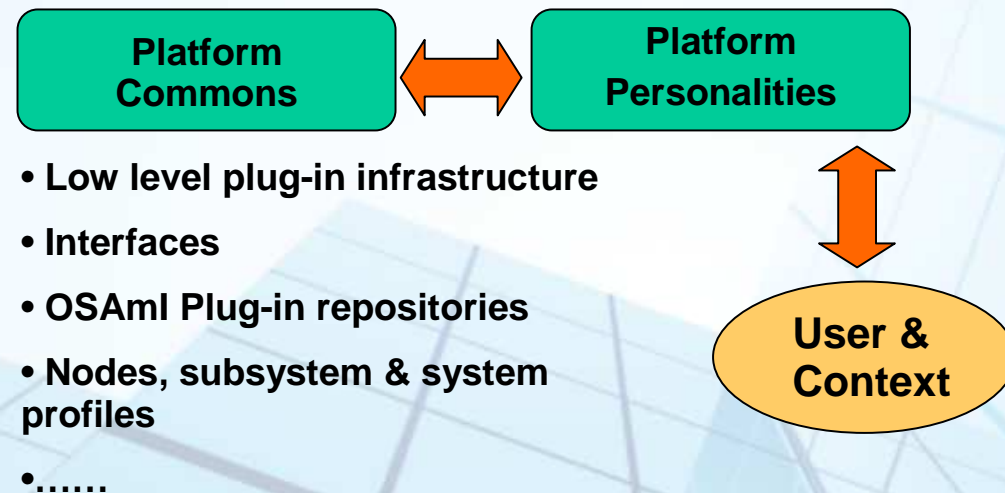 Platform
Commons
Platform
Personalities
• Low level plug-in infrastructure
• Interfaces
• OSAmI Plug-in repositories
• Nodes, subsystem & system
profiles
•......
User &
Context